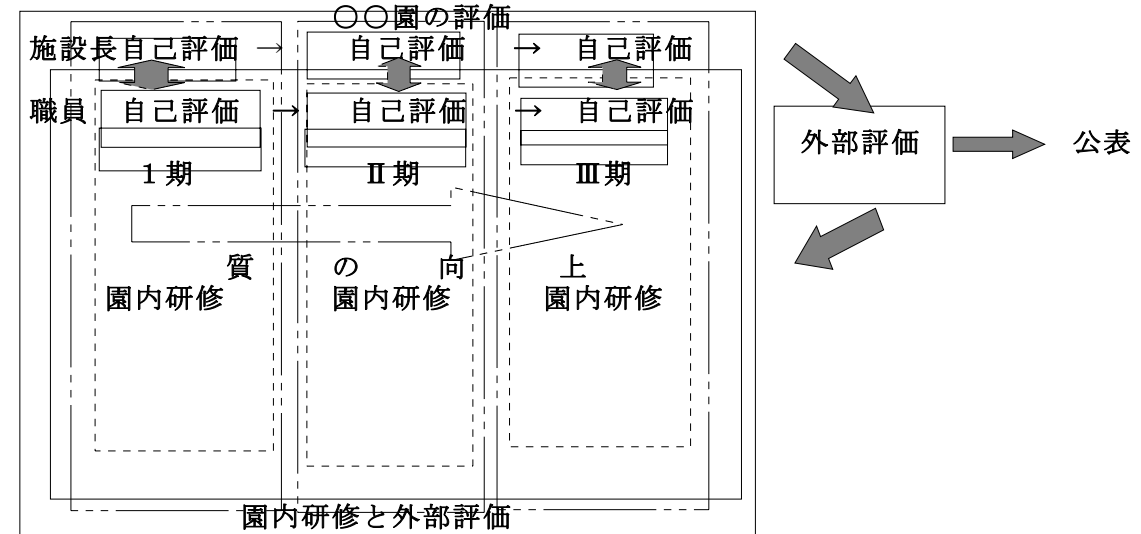 ○○園の評価
施設長自己評価 → 自己評価 → 自己評価
職員 自己評価 → 自己評価 → 自己評価
外部評価
公表
1期 Ⅱ期 Ⅲ期
質の向上
園内研修 園内研修 園内研修
園内研修と外部評価